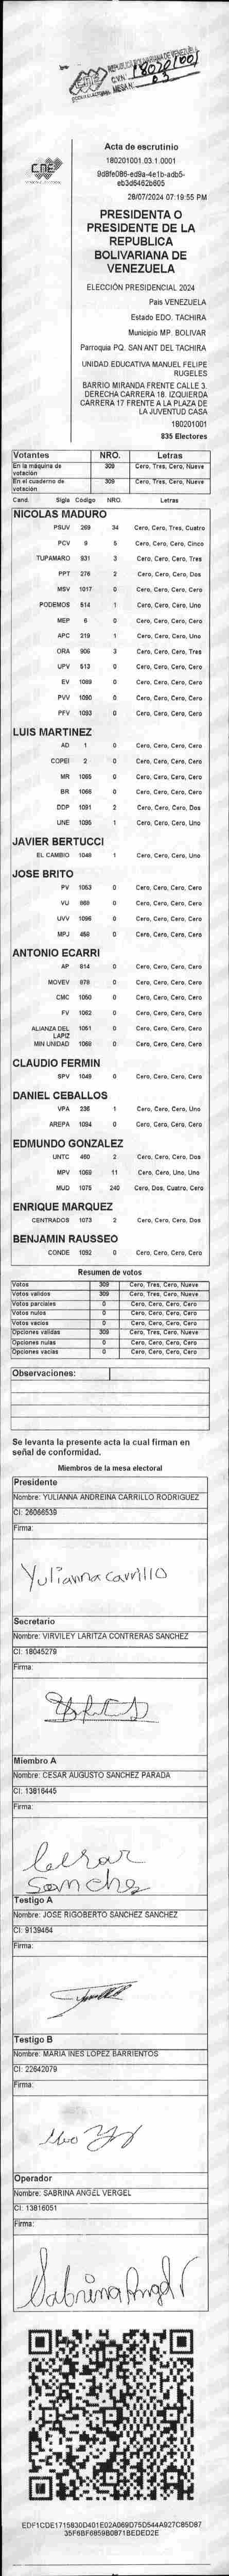 REPUBLICA BOLIVARIANA DE VENEZUELA
CVN: 180201001
MESA N: 03
CNE
Acta de escrutinio
180201001.03.1.0001
9d8fe086-ed9a-4e1b-adb5-
eb3d6462b805
28/07/2024 07:19:55 PM
PRESIDENTA O
PRESIDENTE DE LA
REPUBLICA
BOLIVARIANA DE
VENEZUELA
ELECCIÓN PRESIDENCIAL 2024
Pais VENEZUELA
Estado EDO. TACHIRA
Municipio MP. BOLIVAR
Parroquia PQ. SAN ANT DEL TACHIRA
UNIDAD EDUCATIVA MANUEL FELIPE
RUGELES
BARRIO MIRANDA FRENTE CALLE 3.
DERECHA CARRERA 18. IZQUIERDA
CARRERA 17 FRENTE A LA PLAZA DE
LA JUVENTUD CASA
180201001
835 Electores
Votantes NRO. Letras
En la máquina de votación 309 Cero, Tres, Cero, Nueve
En el cuaderno de votación 309 Cero, Tres, Cero, Nueve
Cand. Sigla Codigo NRO. Letras
NICOLAS MADURO
PSUV 269 34 Cero, Cero, Tres, Cuatro
PCV 9 5 Cero, Cero, Cero, Cinco
TUPAMARO 931 3 Cero, Cero, Cero, Tres
PPT 276 2 Cero, Cero, Cero, Dos
MSV 1017 0 Cero, Cero, Cero, Cero
PODEMOS 514 1 Cero, Cero, Cero, Uno
MEP 6 0 Cero, Cero, Cero, Cero
APC 219 1 Cero, Cero, Cero, Uno
ORA 906 3 Cero, Cero, Cero, Tres
UPV 513 0 Cero, Cero, Cero, Cero
EV 1089 0 Cero, Cero, Cero, Cero
PVV 1090 0 Cero, Cero, Cero, Cero
PFV 1093 0 Cero, Cero, Cero, Cero
LUIS MARTINEZ
AD 1 0 Cero, Cero, Cero, Cero
COPEI 2 0 Cero, Cero, Cero, Cero
MR 1065 0 Cero, Cero, Cero, Cero
BR 1066 0 Cero, Cero, Cero, Cero
DDP 1091 2 Cero, Cero, Cero, Dos
UNE 1095 1 Cero, Cero, Cero, Uno
JAVIER BERTUCCI
EL CAMBIO 1048 1 Cero, Cero, Cero, Uno
JOSE BRITO
PV 1053 0 Cero, Cero, Cero, Cero
VU 868 0 Cero, Cero, Cero, Cero
UVV 1096 0 Cero, Cero, Cero, Cero
MPJ 458 0 Cero, Cero, Cero, Cero
ANTONIO ECARRI
AP 814 0 Cero, Cero, Cero, Cero
MOVEV 978 0 Cero, Cero, Cero, Cero
CMC 1050 0 Cero, Cero, Cero, Cero
FV 1062 0 Cero, Cero, Cero, Cero
ALIANZA DEL LAPIZ 1051 0 Cero, Cero, Cero, Cero
MIN UNIDAD 1068 0 Cero, Cero, Cero, Cero
CLAUDIO FERMIN
SPV 1049 0 Cero, Cero, Cero, Cero
DANIEL CEBALLOS
VPA 236 1 Cero, Cero, Cero, Uno
AREPA 1094 0 Cero, Cero, Cero, Cero
EDMUNDO GONZALEZ
UNTC 460 2 Cero, Cero, Cero, Dos
MPV 1069 11 Cero, Cero, Uno, Uno
MUD 1075 240 Cero, Dos, Cuatro, Cero
ENRIQUE MARQUEZ
CENTRADOS 1073 2 Cero, Cero, Cero, Dos
BENJAMIN RAUSSEO
CONDE 1092 0 Cero, Cero, Cero, Cero
Resumen de votos
Votos 309 Cero, Tres, Cero, Nueve
Votos validos 309 Cero, Tres, Cero, Nueve
Votos parciales 0 Cero, Cero, Cero, Cero
Votos nulos 0 Cero, Cero, Cero, Cero
Votos vacios 0 Cero, Cero, Cero, Cero
Opciones validas 309 Cero, Tres, Cero, Nueve
Opciones nulas 0 Cero, Cero, Cero, Cero
Opciones vacias 0 Cero, Cero, Cero, Cero
Observaciones:
Se levanta la presente acta la cual firman en
señal de conformidad.
Miembros de la mesa electoral
Presidente
Nombre: YULIANNA ANDREINA CARRILLO RODRIGUEZ
CI: 26066539
Firma:
Yulianna carrillo
Secretario
Nombre: VIRVILEY LARITZA CONTRERAS SANCHEZ
CI: 18045279
Firma:
Miembro A
Nombre: CESAR AUGUSTO SANCHEZ PARADA
CI: 13816445
Firma:
Cesar
Sanchez
Testigo A
Nombre: JOSE RIGOBERTO SANCHEZ SANCHEZ
CI: 9139464
Firma:
Testigo B
Nombre: MARIA INES LOPEZ BARRIENTOS
CI: 22642079
Firma:
Operador
Nombre: SABRINA ANGEL VERGEL
CI: 13816051
Firma:
Sabrina Angel V
EDF1CDE1715830D401E02A069D75D544A927C85D87
35F6BF6859B0871BEDED2E